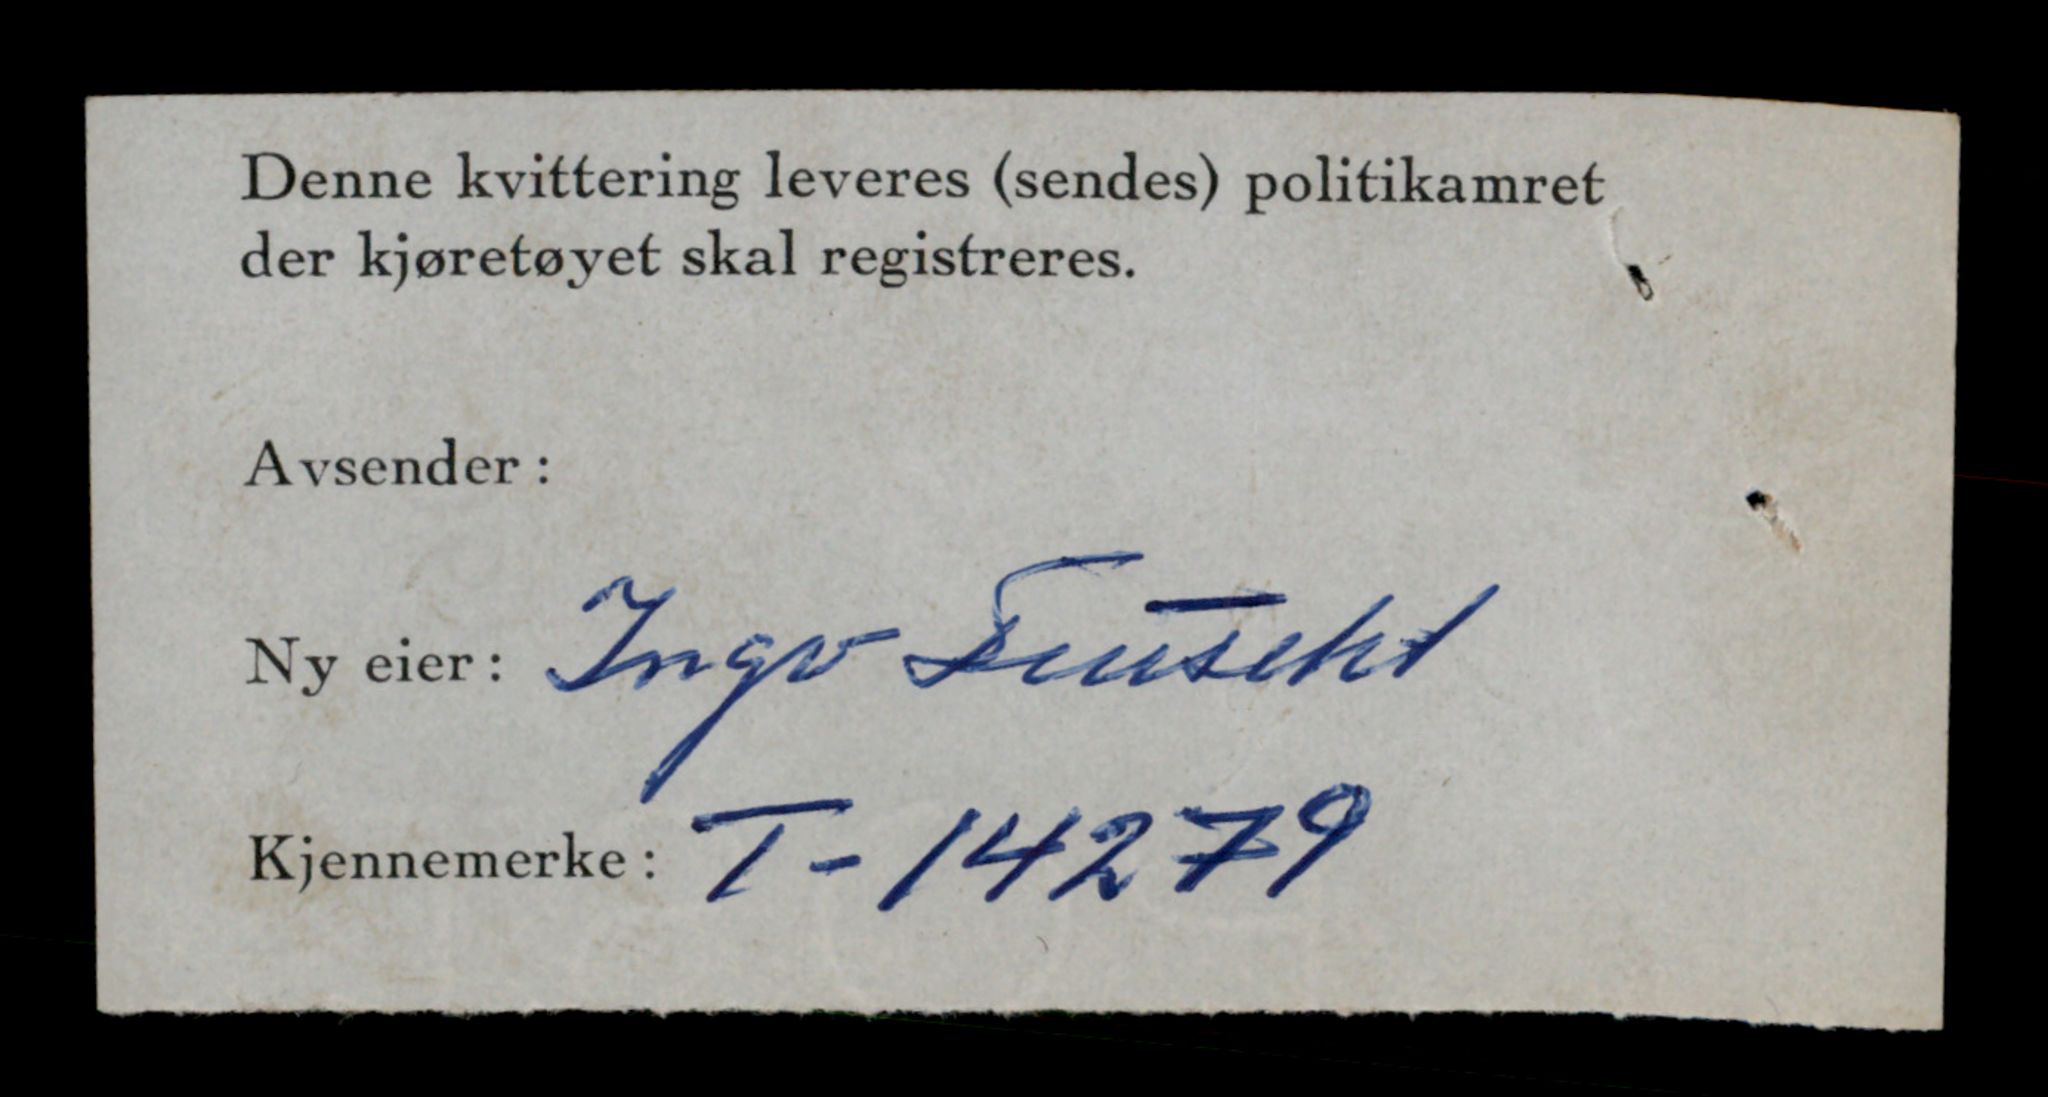 Denne kvittering leveres (sendes) politikamret
der kjøretøyet skal registreres.
Avsender:
Ny eier: Ingv
Kjennemerke: T-14279